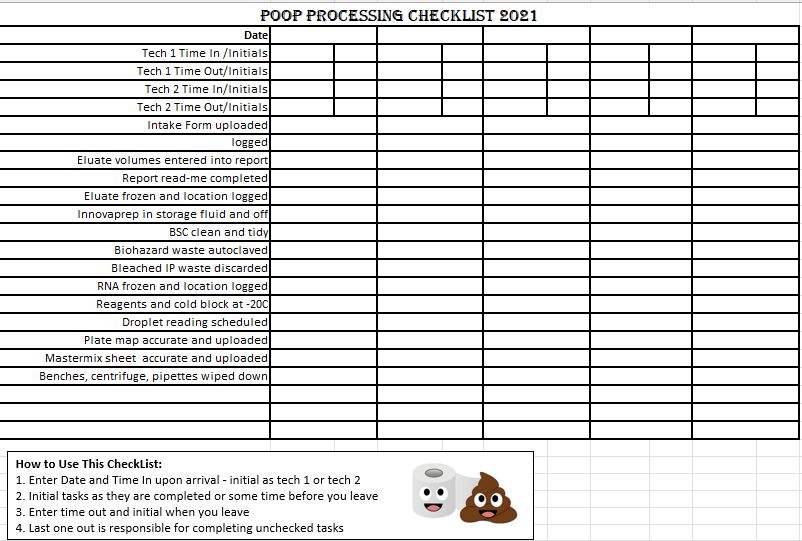 POOP PROCESSING CHECKLIST 2021
Date
Tech 1 Time In /Initials
Tech 1 Time Out/Initials
Tech 2 Time In/Initials
Tech 2 Time Out/Initials
Intake Form uploaded
logged
Eluate volumes entered into report
Report read-me completed
Eluate frozen and location logged
Innovaprep in storage fluid and off
BSC clean and tidy
Biohazard waste autoclaved
Bleached IP waste discarded
RNA frozen and location logged
Reagents and cold block at -20C
Droplet reading scheduled
Plate map accurate and uploaded
Mastermix sheet accurate and uploaded
Benches, centrifuge, pipettes wiped down
How to Use This CheckList:
1. Enter Date and Time In upon arrival - initial as tech 1 or tech 2
2. Initial tasks as they are completed or some time before you leave
3. Enter time out and initial when you leave
4. Last one out is responsible for completing unchecked tasks